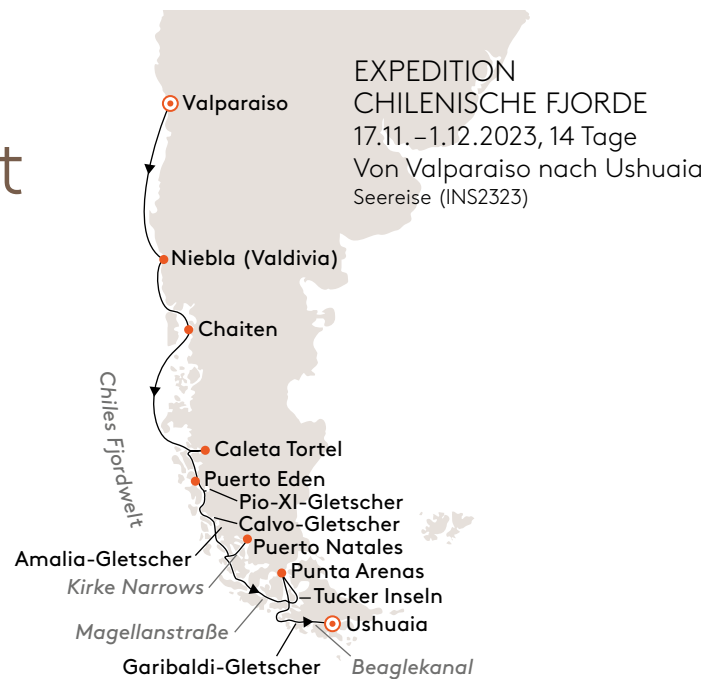 EXPEDITION
CHILENISCHE FJORDE
17.11.–1.12.2023, 14 Tage
Von Valparaiso nach Ushuaia
Seereise (INS2323)
t
Valparaiso
Niebla (Valdivia)
Chaiten
Chiles Fjordwelt
Caleta Tortel
Puerto Eden
Pio-XI-Gletscher
Calvo-Gletscher
Amalia-Gletscher
Puerto Natales
Kirke Narrows
Punta Arenas
Tucker Inseln
Magellanstraße
Ushuaia
Garibaldi-Gletscher
Beaglekanal